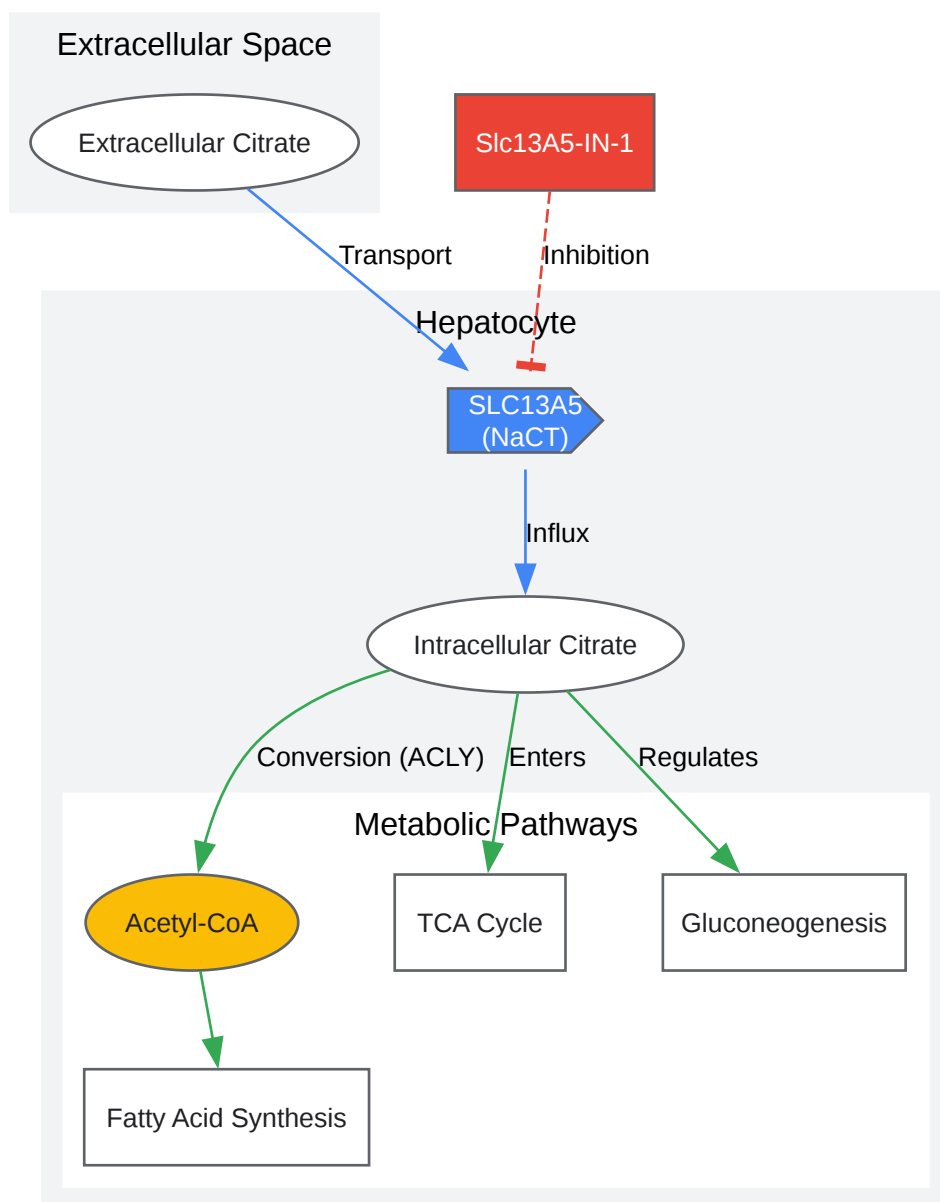 Extracellular Space
Extracellular Citrate
Slc13A5-IN-1
Transport
Inhibition
Hepatocyte
SLC13A5
(NaCT)
Influx
Intracellular Citrate
Conversion (ACLY)
Enters
Regulates
Metabolic Pathways
Acetyl-CoA
TCA Cycle
Gluconeogenesis
Fatty Acid Synthesis